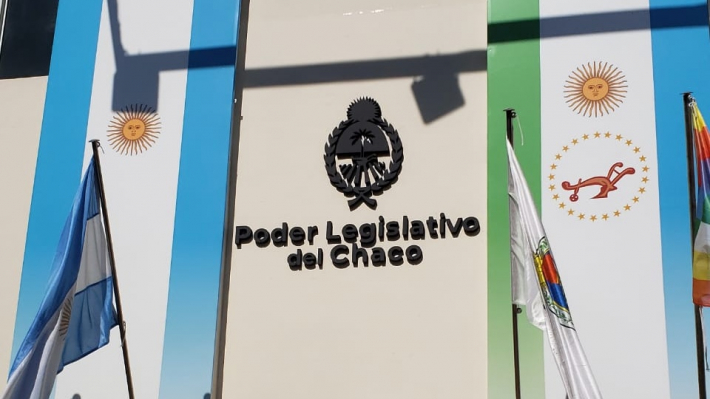 Poder Legislativo
del Chaco